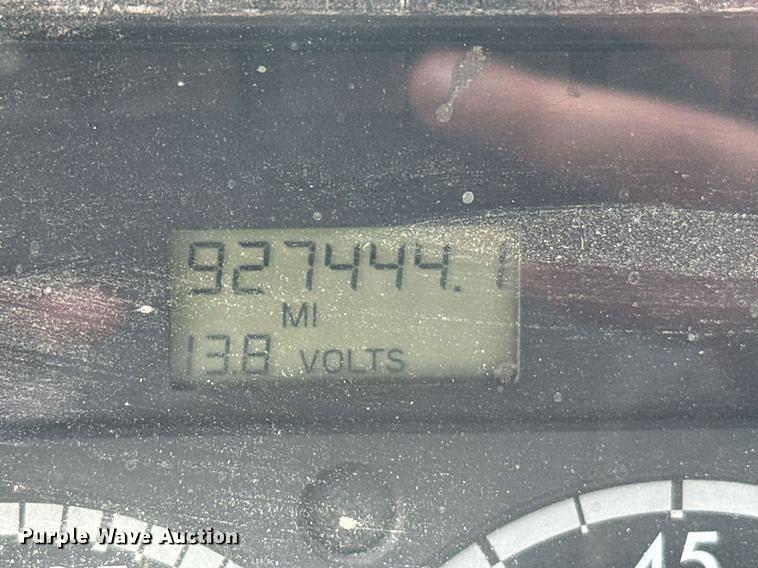 927444.1
MI
13.8 VOLTS
45
Purple Wave Auction